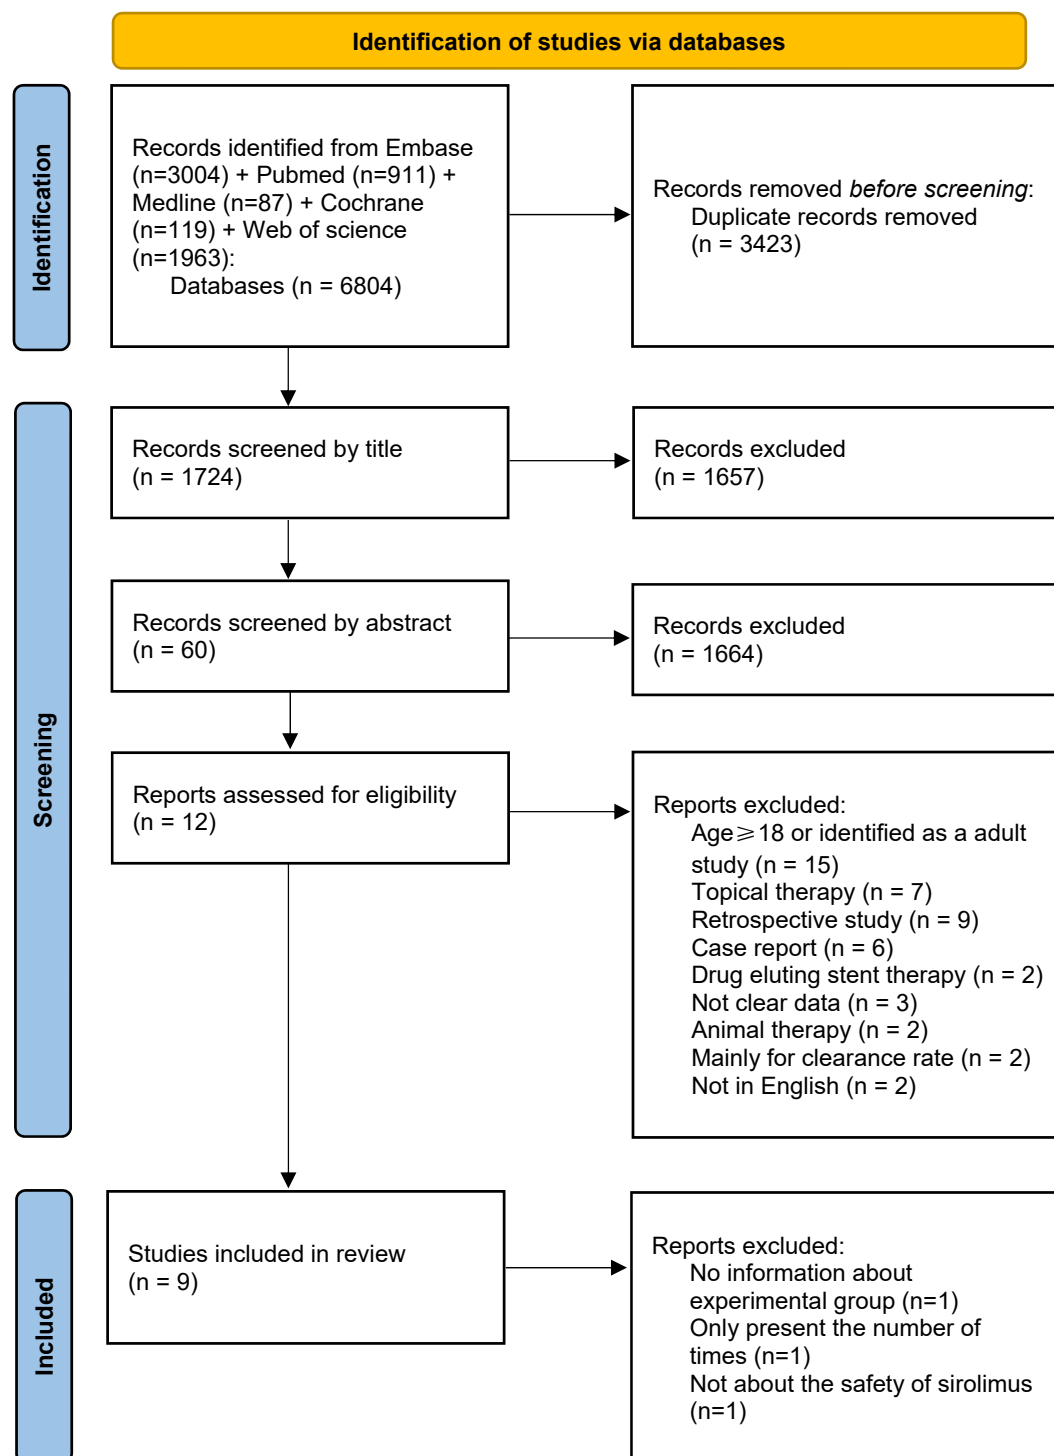 Identification of studies via databases
Identification
Records identified from Embase
(n=3004) + Pubmed (n=911) +
Medline (n=87) + Cochrane
(n=119) + Web of science
(n=1963):
Databases (n = 6804)
Records removed before screening:
Duplicate records removed
(n = 3423)
Screening
Records screened by title
(n = 1724)
Records excluded
(n = 1657)
Records screened by abstract
(n = 60)
Records excluded
(n = 1664)
Reports assessed for eligibility
(n = 12)
Reports excluded:
Age≥18 or identified as a adult
study (n = 15)
Topical therapy (n = 7)
Retrospective study (n = 9)
Case report (n = 6)
Drug eluting stent therapy (n = 2)
Not clear data (n = 3)
Animal therapy (n = 2)
Mainly for clearance rate (n = 2)
Not in English (n = 2)
Included
Studies included in review
(n = 9)
Reports excluded:
No information about
experimental group (n=1)
Only present the number of
times (n=1)
Not about the safety of sirolimus
(n=1)